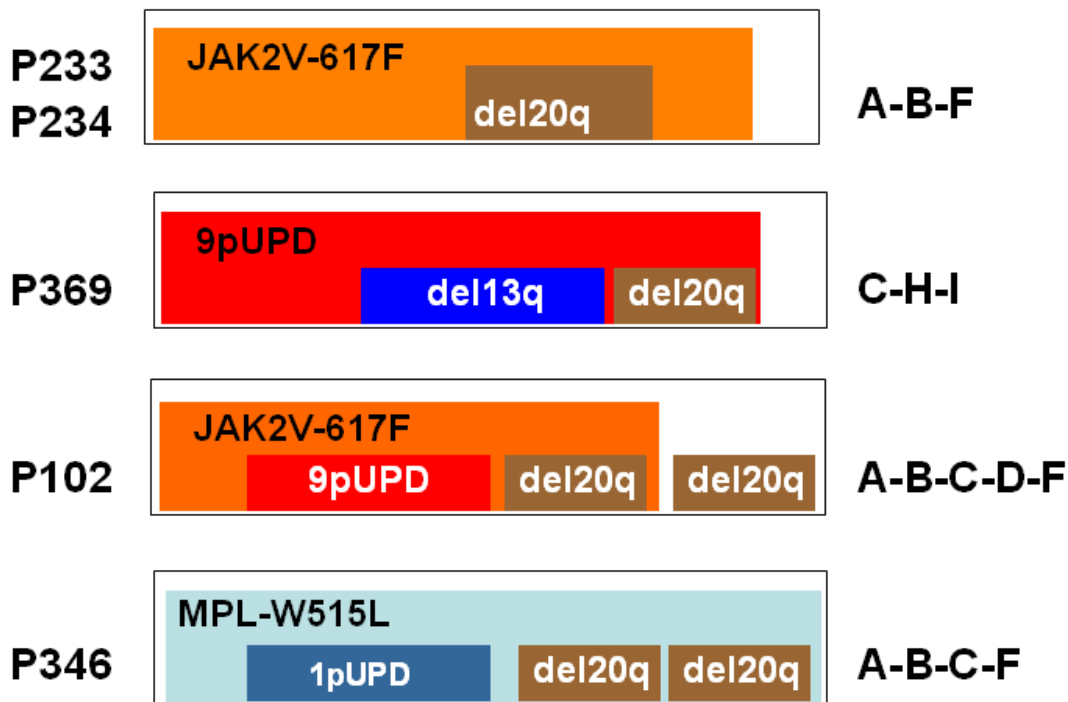 P233
P234
JAK2V-617F
del20q
A-B-F
P369
9pUPD
del13q
del20q
C-H-I
P102
JAK2V-617F
9pUPD
del20q
del20q
A-B-C-D-F
P346
MPL-W515L
1pUPD
del20q
del20q
A-B-C-F